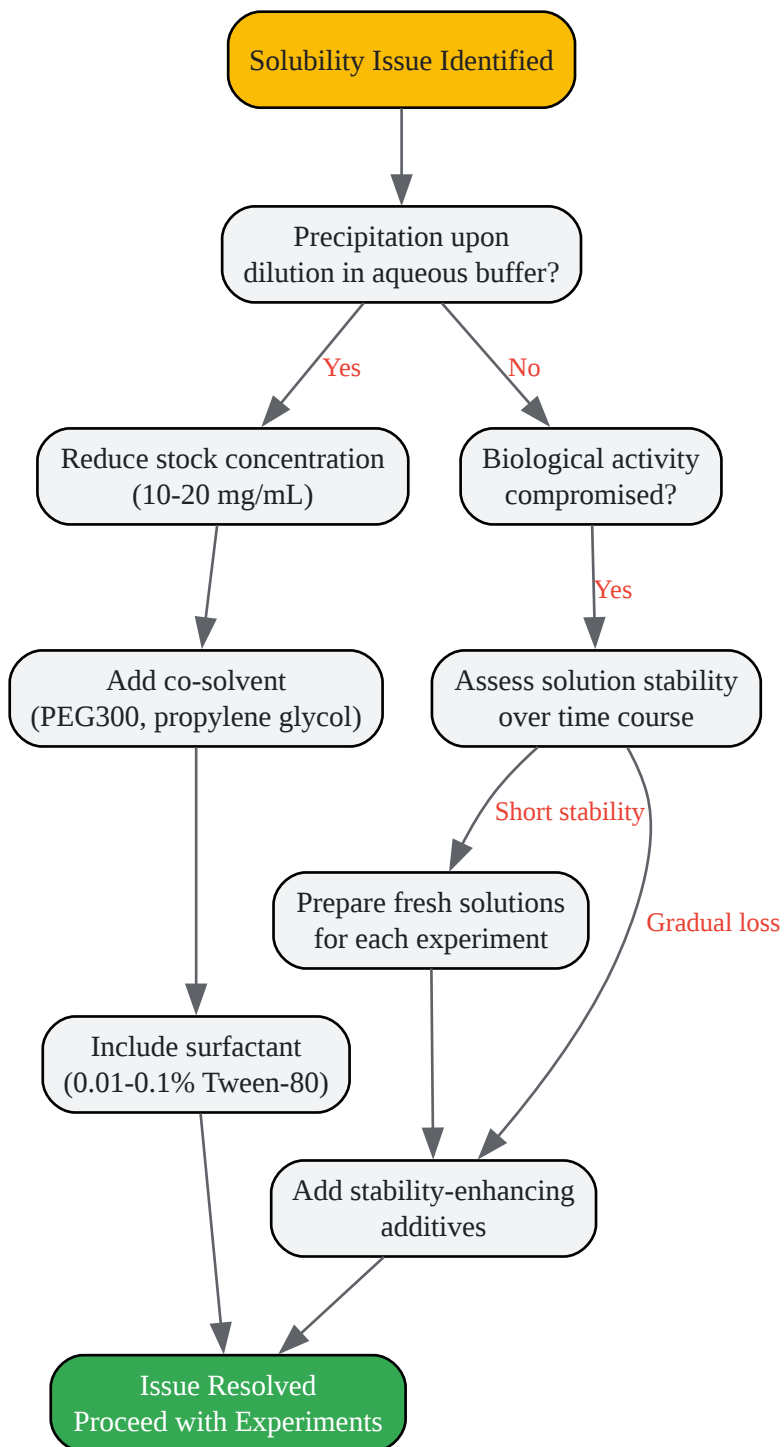 Solubility Issue Identified
Precipitation upon
dilution in aqueous buffer?
Yes
No
Reduce stock concentration
(10-20 mg/mL)
Biological activity
compromised?
Yes
Add co-solvent
(PEG300, propylene glycol)
Assess solution stability
over time course
Short stability
Prepare fresh solutions
for each experiment
Gradual loss
Include surfactant
(0.01-0.1% Tween-80)
Add stability-enhancing
additives
Issue Resolved
Proceed with Experiments